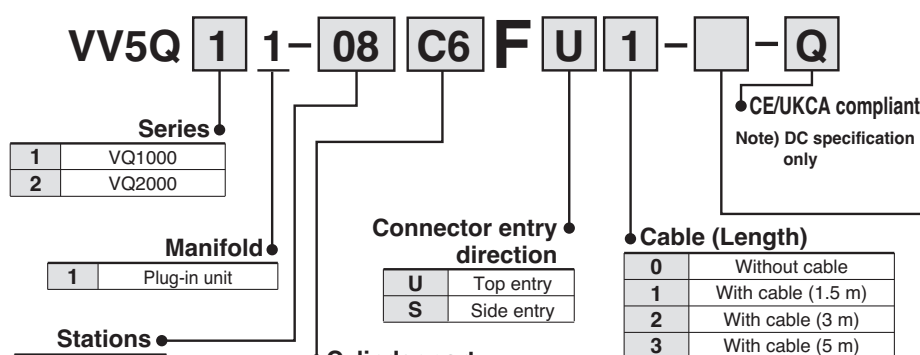 VV5Q 1 1 – 08 C6 F U 1 – – Q
CE/UKCA compliant
Note) DC specification
only
Series
1 VQ1000
2 VQ2000
Manifold
1 Plug-in unit
Connector entry
direction
U Top entry
S Side entry
Cable (Length)
0 Without cable
1 With cable (1.5 m)
2 With cable (3 m)
3 With cable (5 m)
Stations